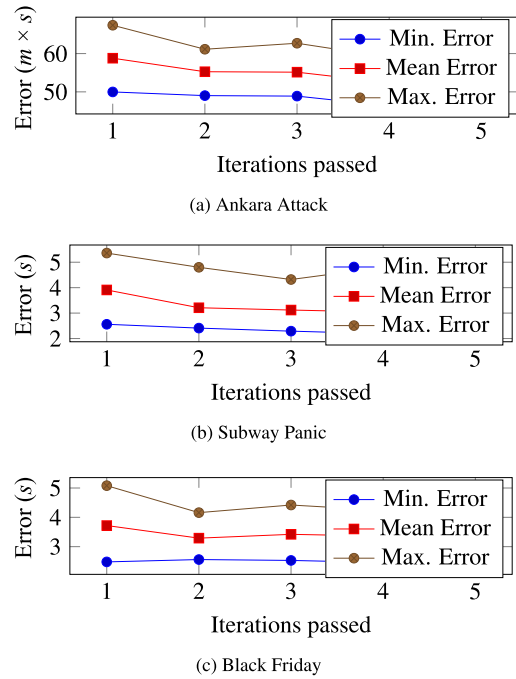 Error (m × s)
60
50
Min. Error
Mean Error
Max. Error
1 2 3 4 5
Iterations passed
(a) Ankara Attack
Error (s)
5
4
3
2
Min. Error
Mean Error
Max. Error
1 2 3 4 5
Iterations passed
(b) Subway Panic
Error (s)
5
4
3
Min. Error
Mean Error
Max. Error
1 2 3 4 5
Iterations passed
(c) Black Friday